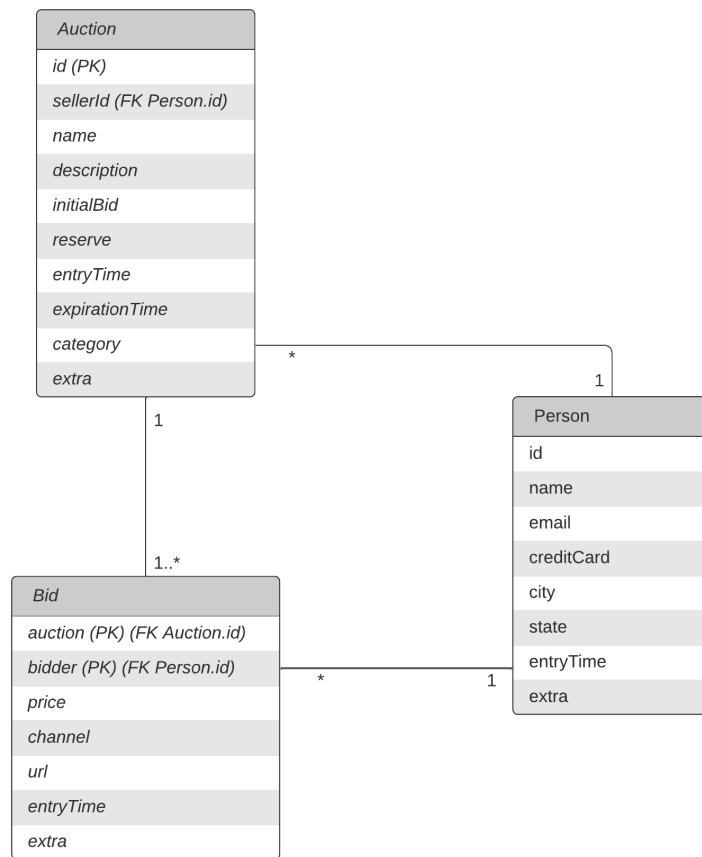 Auction
id (PK)
sellerId (FK Person.id)
name
description
initialBid
reserve
entryTime
expirationTime
category
extra
*
1
1
1..*
Person
id
name
email
creditCard
city
state
entryTime
extra
Bid
auction (PK) (FK Auction.id)
bidder (PK) (FK Person.id)
price
channel
url
entryTime
extra
*
1